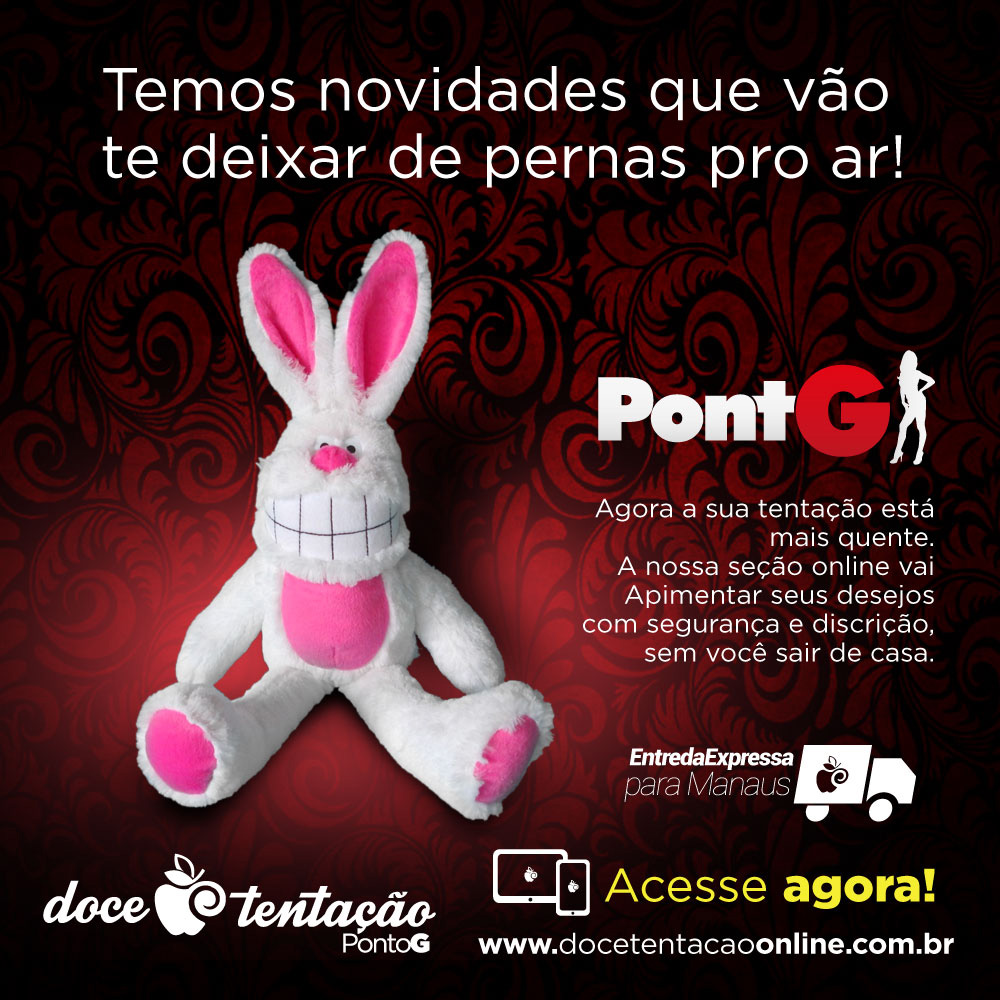 Temos novidades que vão
te deixar de pernas pro ar!
PontG
Agora a sua tentação está
mais quente.
A nossa seção online vai
Apimentar seus desejos
com segurança e discrição,
sem você sair de casa.
EntredaExpressa
para Manaus
doce tentação
PontoG
Acesse agora!
www.docetentacaoonline.com.br